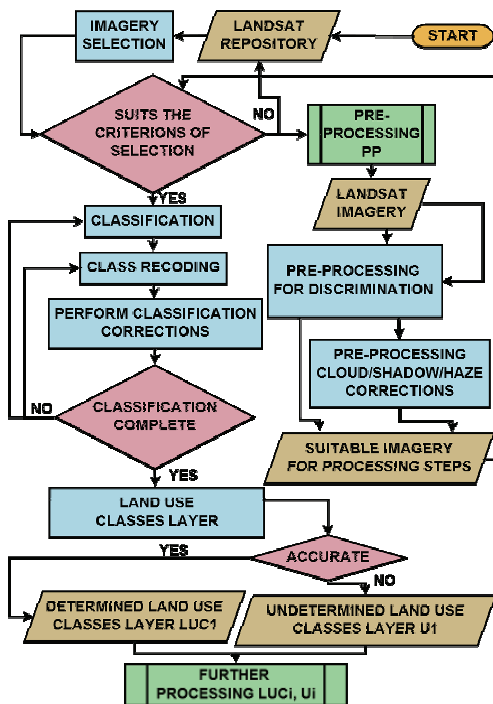 IMAGERY
SELECTION
LANDSAT
REPOSITORY
START
SUITS THE
CRITERIONS OF
SELECTION
NO
PRE-
PROCESSING
PP
YES
LANDSAT
IMAGERY
CLASSIFICATION
CLASS RECODING
PRE-PROCESSING
FOR DISCRIMINATION
PERFORM CLASSIFICATION
CORRECTIONS
PRE-PROCESSING
CLOUD/SHADOW/HAZE
CORRECTIONS
NO
CLASSIFICATION
COMPLETE
SUITABLE IMAGERY
FOR PROCESSING STEPS
YES
LAND USE
CLASSES LAYER
YES
ACCURATE
NO
DETERMINED LAND USE
CLASSES LAYER LUC1
UNDETERMINED LAND USE
CLASSES LAYER U1
FURTHER
PROCESSING LUCi, Ui